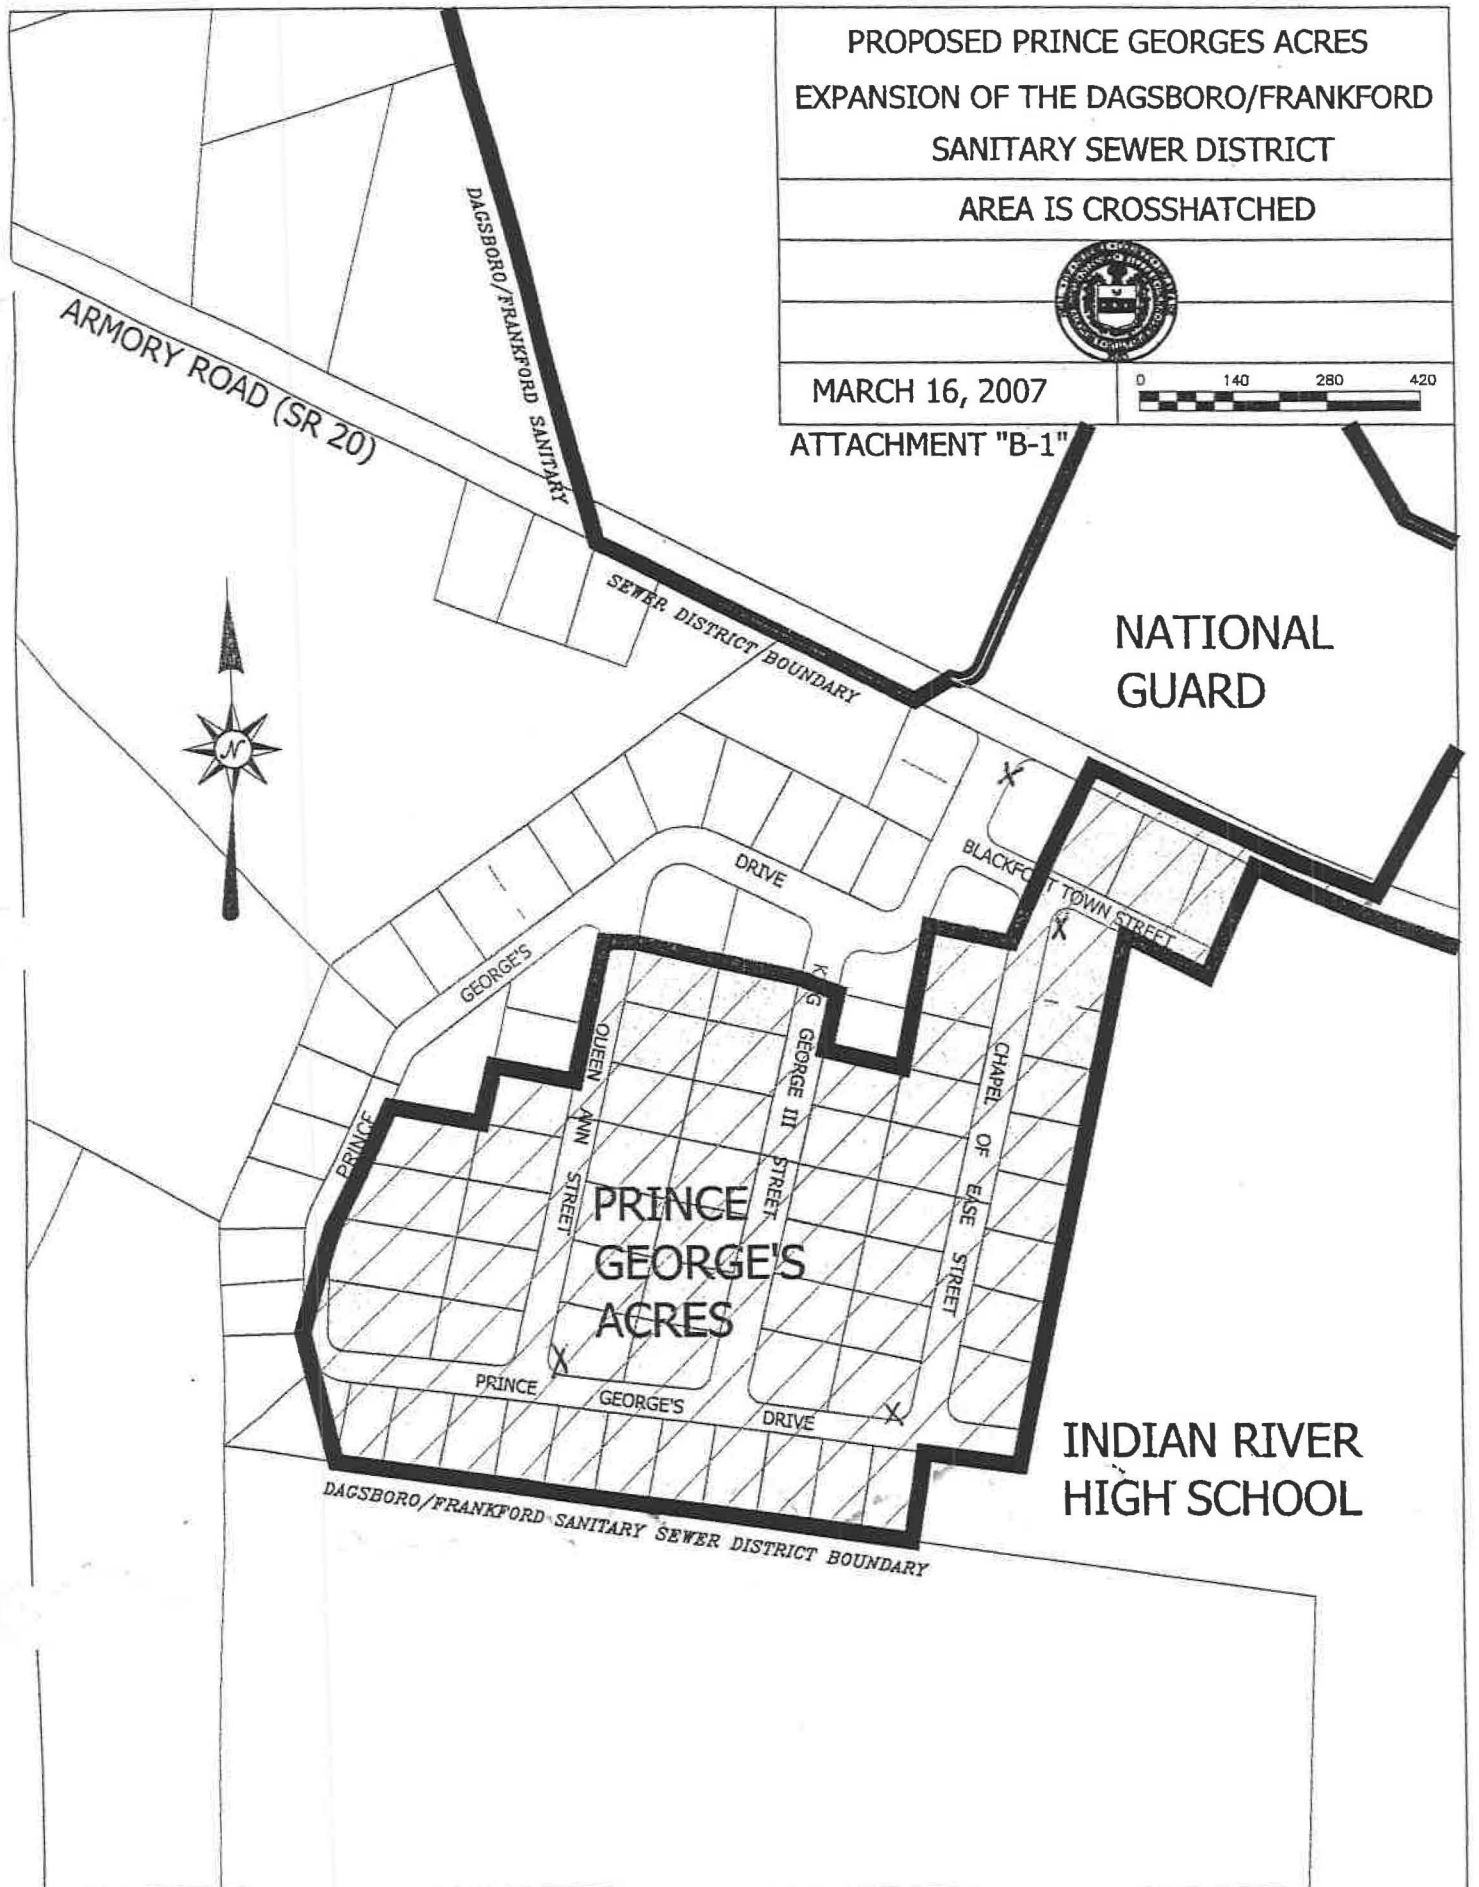 PROPOSED PRINCE GEORGES ACRES
EXPANSION OF THE DAGSBORO/FRANKFORD
SANITARY SEWER DISTRICT
AREA IS CROSSHATCHED
MARCH 16, 2007
0 140 280 420
ATTACHMENT "B-1"
DAGSBORO/FRANKFORD SANITARY
ARMORY ROAD (SR 20)
SEWER DISTRICT BOUNDARY
NATIONAL
GUARD
N
X
BLACKFOOT TOWN STREET
X
DRIVE
GEORGE'S
PRINCE
QUEEN ANN STREET
KING GEORGE III STREET
CHAPEL OF EASE STREET
PRINCE
GEORGE'S
ACRES
X
PRINCE GEORGE'S DRIVE
X
INDIAN RIVER
HIGH SCHOOL
DAGSBORO/FRANKFORD SANITARY SEWER DISTRICT BOUNDARY